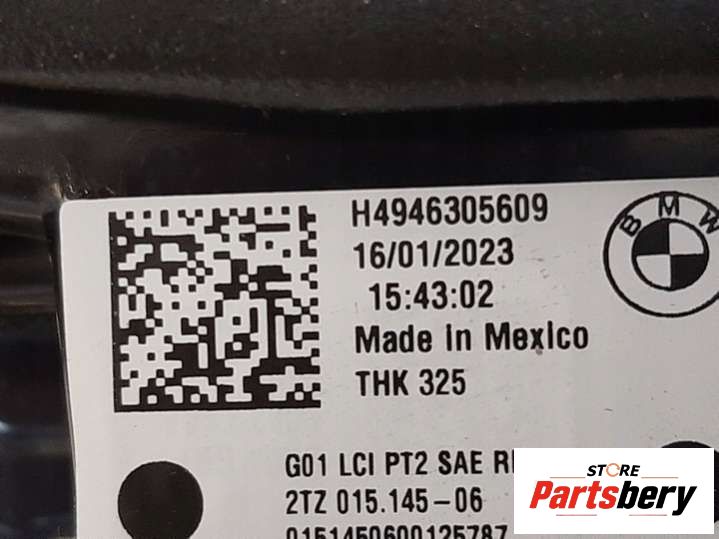 H4946305609
16/01/2023
15:43:02
BMW
Made in Mexico
THK 325
G01 LCI PT2 SAE
2TZ 015.145-06
0151450600125787
STORE
Partsbery